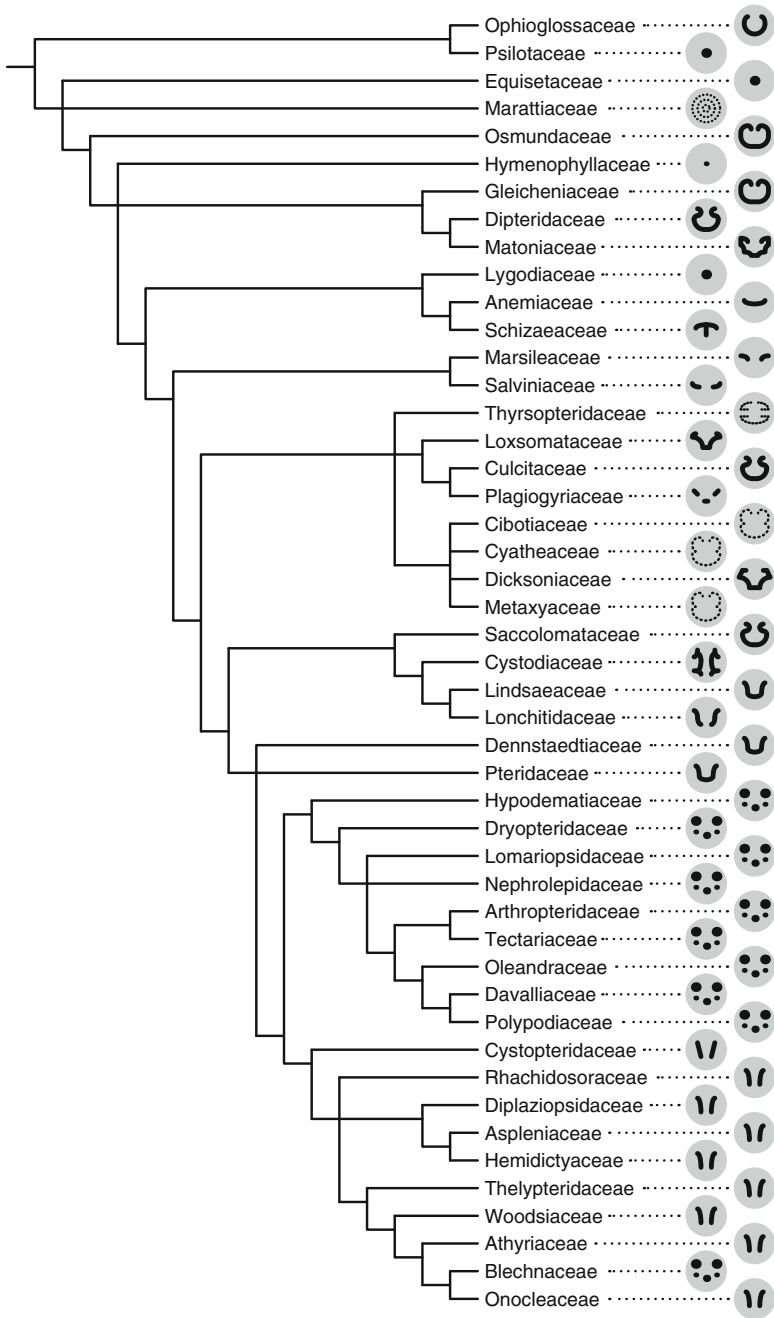 Ophioglossaceae
Psilotaceae
Equisetaceae
Marattiaceae
Osmundaceae
Hymenophyllaceae
Gleicheniaceae
Dipteridaceae
Matoniaceae
Lygodiaceae
Anemiaceae
Schizaeaceae
Marsileaceae
Salviniaceae
Thyrsopteridaceae
Loxsomataceae
Culcitaceae
Plagiogyriaceae
Cibotiaceae
Cyatheaceae
Dicksoniaceae
Metaxyaceae
Saccolomataceae
Cystodiaceae
Lindsaeaceae
Lonchitidaceae
Dennstaedtiaceae
Pteridaceae
Hypodematiaceae
Dryopteridaceae
Lomariopsidaceae
Nephrolepidaceae
Arthropteridaceae
Tectariaceae
Oleandraceae
Davalliaceae
Polypodiaceae
Cystopteridaceae
Rhachidosoraceae
Diplaziopsidaceae
Aspleniaceae
Hemidictyaceae
Thelypteridaceae
Woodsiaceae
Athyriaceae
Blechnaceae
Onocleaceae